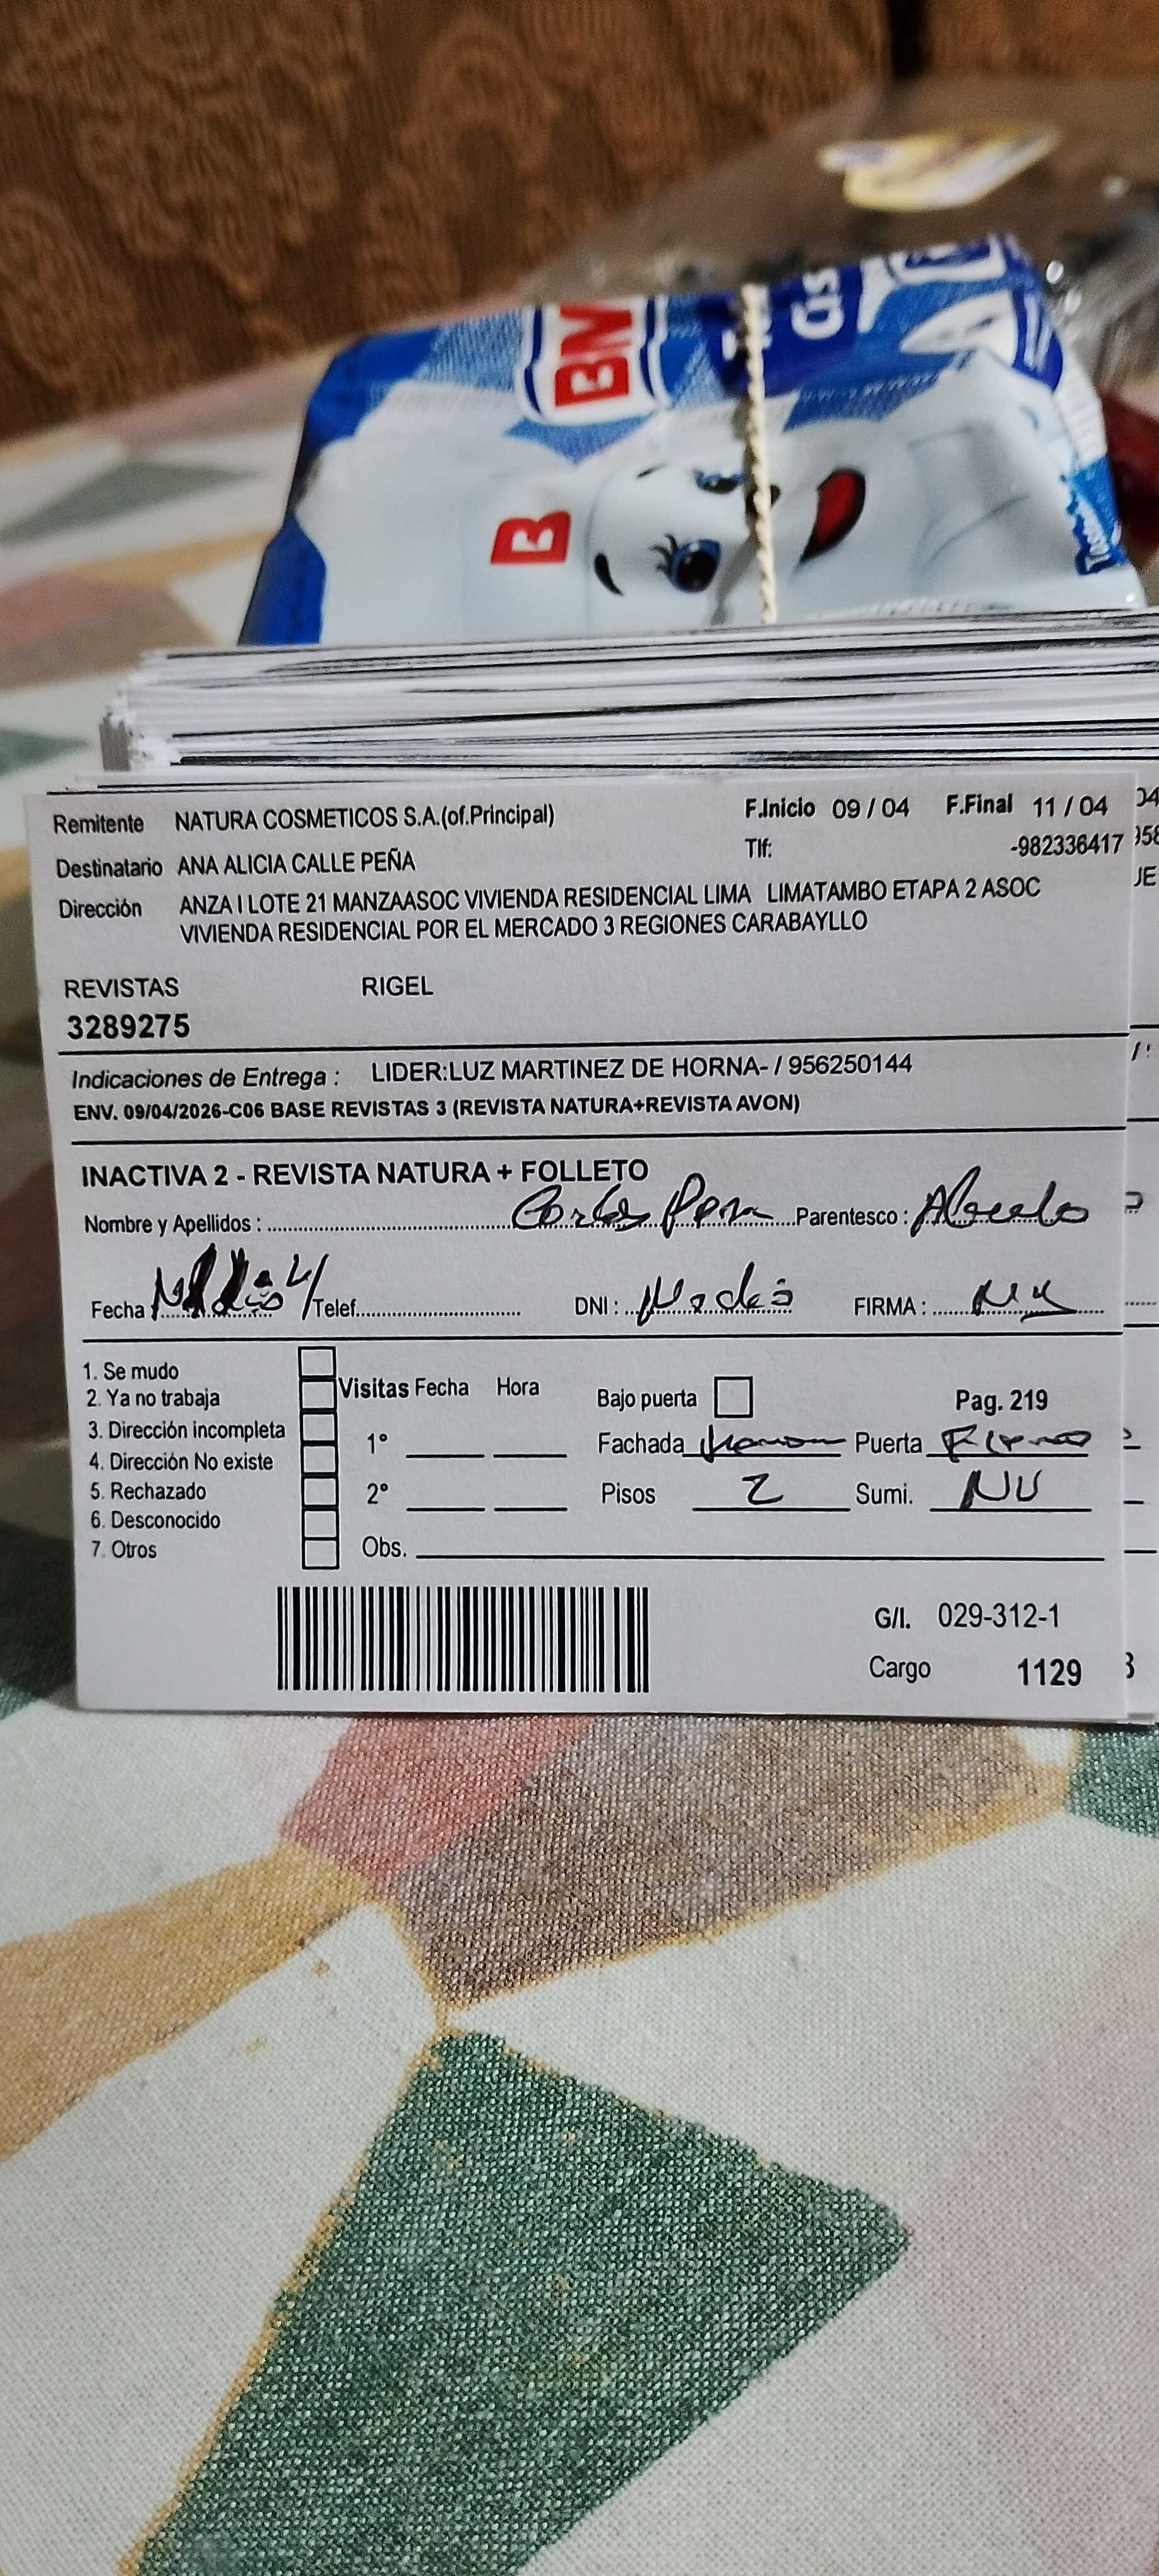 BM
B
Remitente NATURA COSMETICOS S.A.(of.Principal) F.Inicio 09 / 04 F.Final 11 / 04
Destinatario ANA ALICIA CALLE PEÑA Tlf: -982336417
Dirección ANZA I LOTE 21 MANZAASOC VIVIENDA RESIDENCIAL LIMA LIMATAMBO ETAPA 2 ASOC
VIVIENDA RESIDENCIAL POR EL MERCADO 3 REGIONES CARABAYLLO
REVISTAS RIGEL
3289275
Indicaciones de Entrega : LIDER:LUZ MARTINEZ DE HORNA- / 956250144
ENV. 09/04/2026-C06 BASE REVISTAS 3 (REVISTA NATURA+REVISTA AVON)
INACTIVA 2 - REVISTA NATURA + FOLLETO
Nombre y Apellidos : Carlos Parentesco :
Fecha : Telef. DNI : FIRMA :
1. Se mudo
2. Ya no trabaja Visitas Fecha Hora Bajo puerta Pag. 219
3. Dirección incompleta 1° Fachada Puerta
4. Dirección No existe
5. Rechazado 2° Pisos 2 Sumi.
6. Desconocido
7. Otros Obs.
G/I. 029-312-1
Cargo 1129